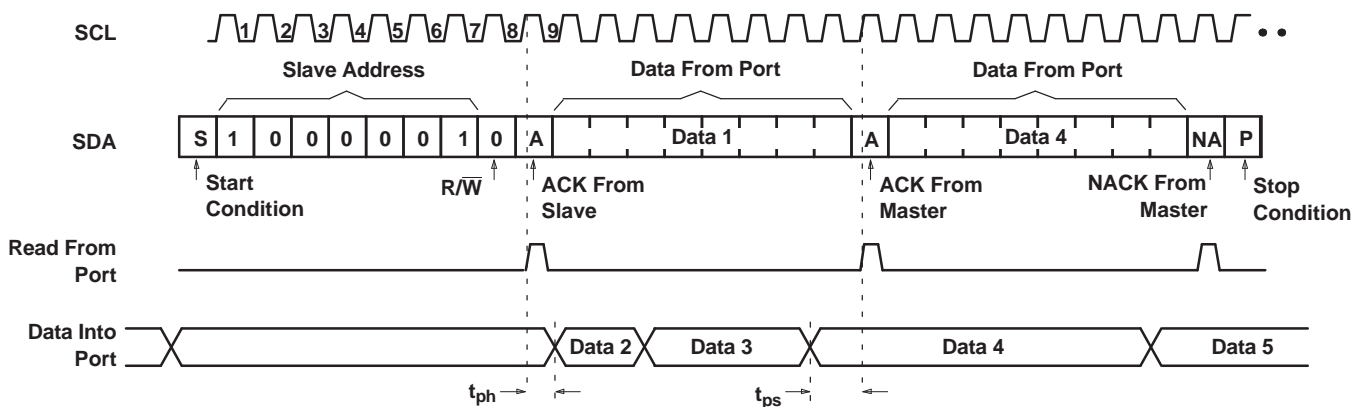 SCL
1 2 3 4 5 6 7 8 9
Slave Address
Data From Port
Data From Port
SDA
S 1 0 0 0 0 0 1 0 A Data 1 A Data 4 NA P
Start
Condition
R/W̅
ACK From
Slave
ACK From
Master
NACK From
Master
Stop
Condition
Read From
Port
Data Into
Port
Data 2
Data 3
Data 4
Data 5
tph
tps